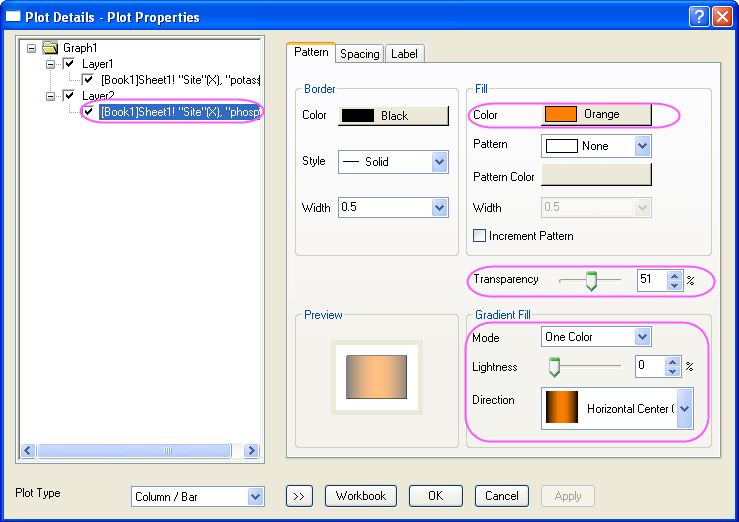 Plot Details - Plot Properties
Graph1
Layer1
[Book1]Sheet1! "Site"(X), "potass
Layer2
[Book1]Sheet1! "Site"(X), "phosp
Pattern Spacing Label
Border
Color Black
Style Solid
Width 0.5
Fill
Color Orange
Pattern None
Pattern Color
Width 0.5
Increment Pattern
Transparency 51 %
Preview
Gradient Fill
Mode One Color
Lightness 0 %
Direction Horizontal Center (
Plot Type Column / Bar >> Workbook OK Cancel Apply